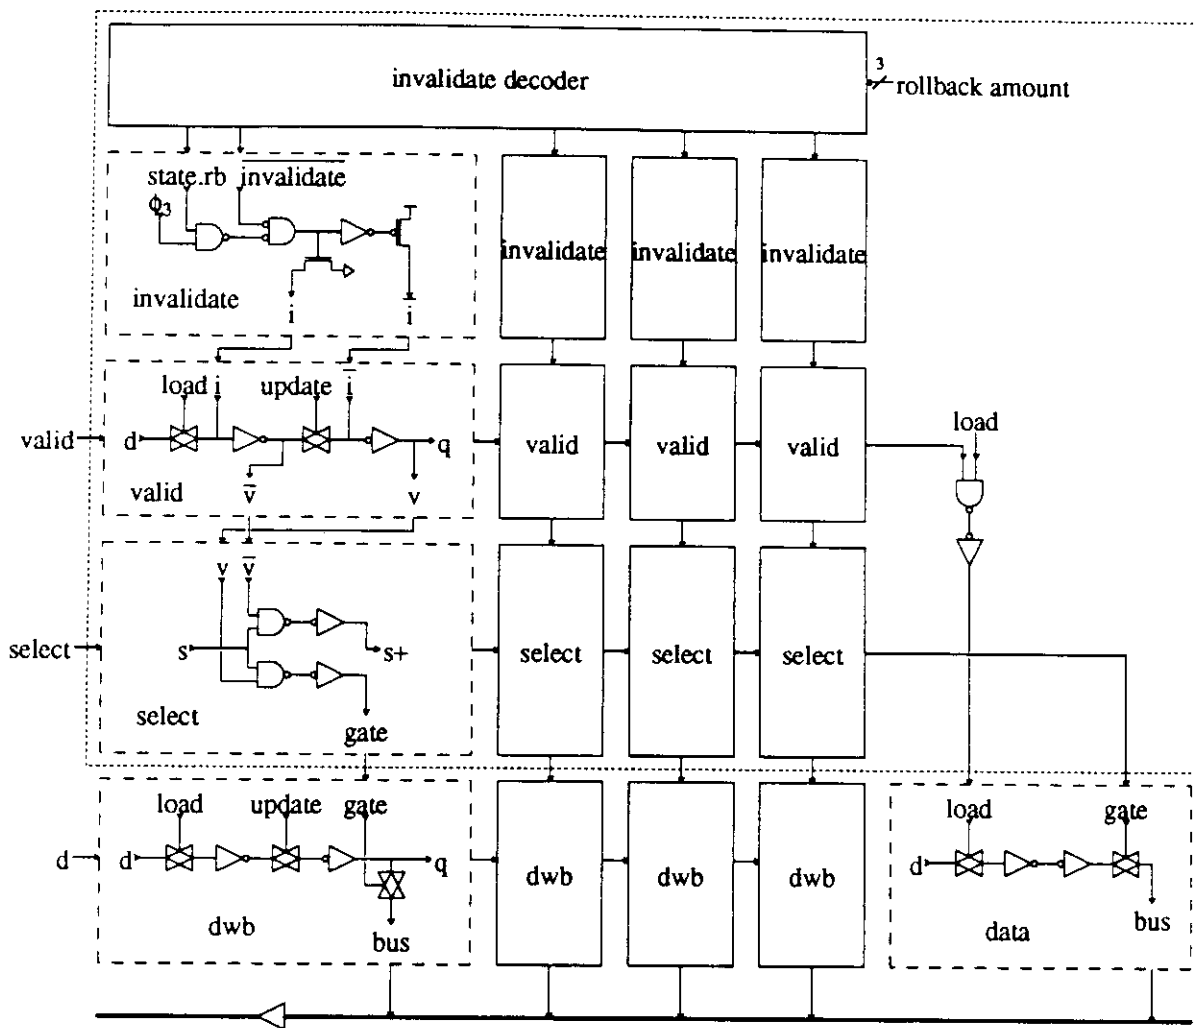 invalidate decoder
3
rollback amount
state.rb invalidate
ϕ3
invalidate
i i
invalidate invalidate invalidate
load i update i
valid d q
valid
v v
valid valid valid
load
v v
select s s+
select
gate
select select select
load update gate
d d q
dwb
bus
dwb dwb dwb
load gate
d
bus
data